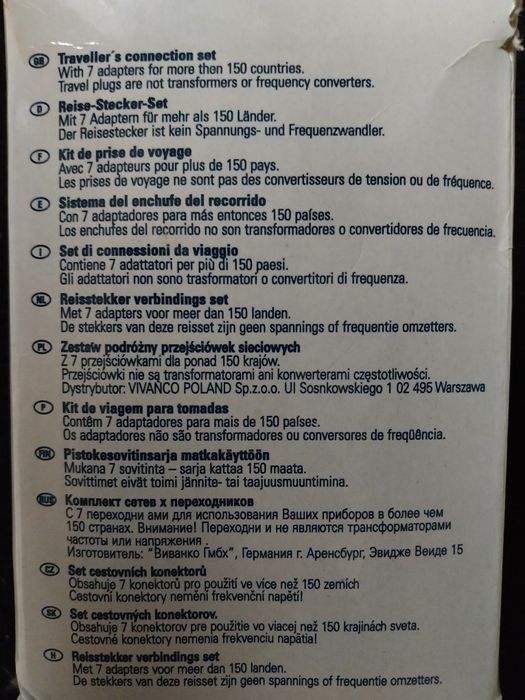 GB Traveller's connection set
With 7 adapters for more then 150 countries.
Travel plugs are not transformers or frequency converters.
D Reise-Stecker-Set
Mit 7 Adaptern für mehr als 150 Länder.
Der Reisestecker ist kein Spannungs- und Frequenzwandler.
F Kit de prise de voyage
Avec 7 adapteurs pour plus de 150 pays.
Les prises de voyage ne sont pas des convertisseurs de tension ou de fréquence.
E Sistema del enchufe del recorrido
Con 7 adaptadores para más entonces 150 países.
Los enchufes del recorrido no son transformadores o convertidores de frecuencia.
I Set di connessioni da viaggio
Contiene 7 adattatori per più di 150 paesi.
Gli adattatori non sono trasformatori o convertitori di frequenza.
NL Reisstekker verbindings set
Met 7 adapters voor meer dan 150 landen.
De stekkers van deze reisset zijn geen spannings of frequentie omzetters.
PL Zestaw podróżny przejściówek sieciowych
Z 7 przejściówkami dla ponad 150 krajów.
Przejściówki nie są transformatorami ani konverterami częstotliwości.
Dystrybutor: VIVANCO POLAND Sp.z.o.o. Ul Sosnkowskiego 1 02 495 Warszawa
P Kit de viagem para tomadas
Contêm 7 adaptadores para mais de 150 países.
Os adaptadores não são transformadores ou conversores de freqüência.
FIN Pistokesovitinsarja matkakäyttöön
Mukana 7 sovitinta – sarja kattaa 150 maata.
Sovittimet eivät toimi jännite- tai taajuusmuuntimina.
RUS Комплект сетев х переходников
С 7 переходни ами для использования Ваших приборов в более чем
150 странах. Внимание! Переходни и не являются трансформаторами
частоты или напряжения .
Изготовитель: "Виванко Гмбх", Германия г. Аренсбург, Эвидже Веиде 15
CZ Set cestovních konektorů
Obsahuje 7 konektorů pro použití ve více než 150 zemích
Cestovní konektory nemění frekvenční napětí!
SK Set cestovných konektorov.
Obsahuje 7 konektorov pre použitie vo viacej než 150 krajinách sveta.
Cestovné konektory nemenia frekvenciu napätia!
H Reisstekker verbindings set
Met 7 adapters voor meer dan 150 landen.
De stekkers van deze reisset zijn geen spannings of frequentie omzetters.